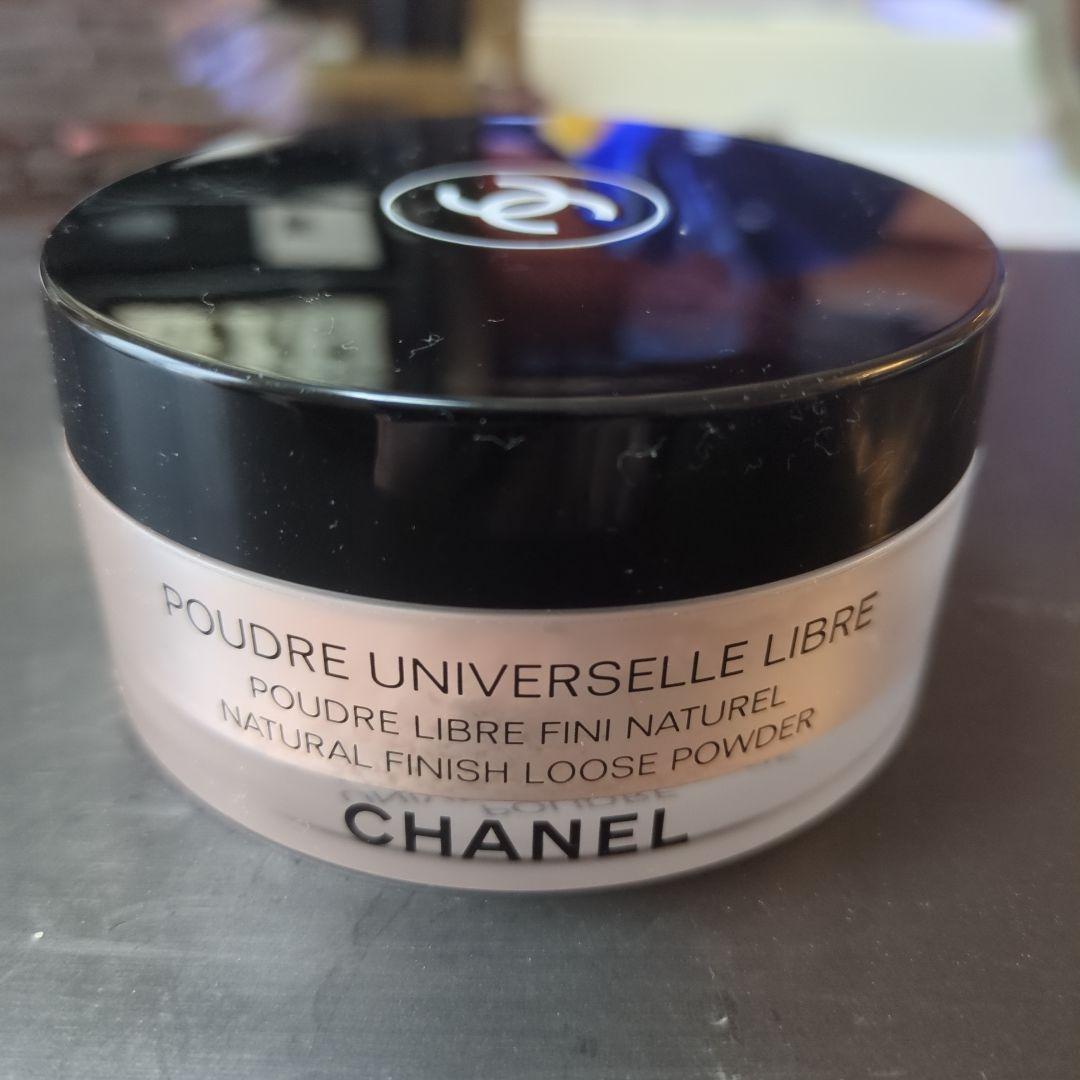 POUDRE UNIVERSELLE LIBRE
POUDRE LIBRE FINI NATUREL
NATURAL FINISH LOOSE POWDER
CHANEL